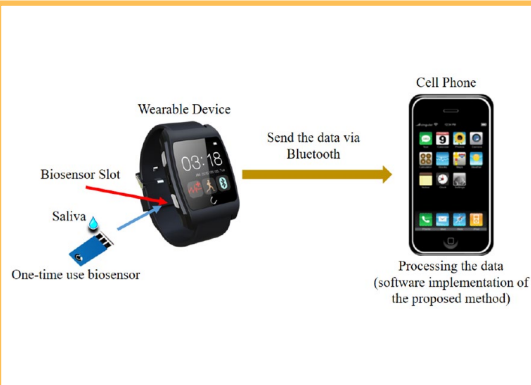 Cell Phone
Wearable Device
03:18
Send the data via
Bluetooth
Biosensor Slot
Saliva
One-time use biosensor
Processing the data
(software implementation of
the proposed method)